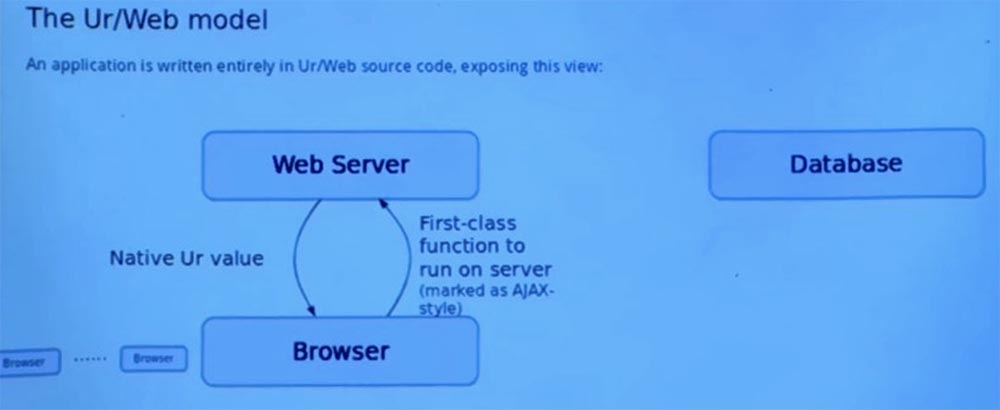 The Ur/Web model
An application is written entirely in Ur/Web source code, exposing this view:
Web Server
Database
Native Ur value
First-class
function to
run on server
(marked as AJAX-
style)
Browser
Browser
......
Browser